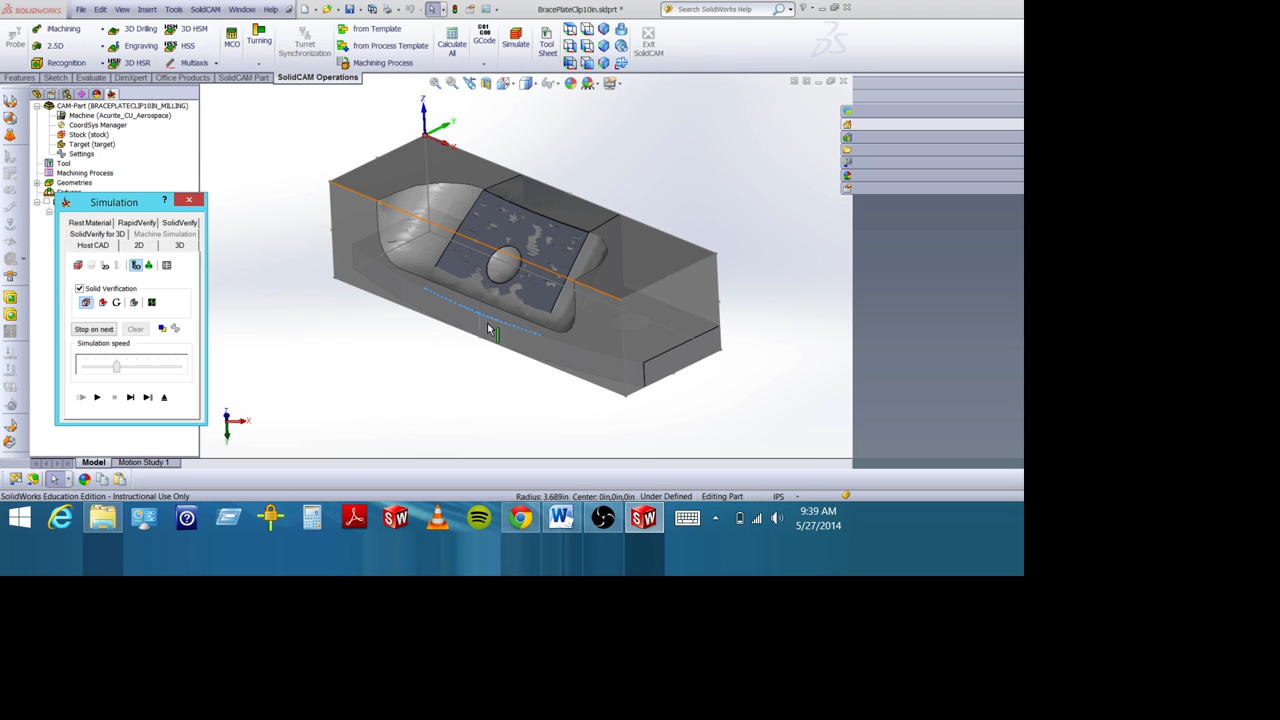 SOLIDWORKS File Edit View Insert Tools SolidCAM Window Help BracePlateClip10in.sldprt * Search SolidWorks Help
Probe
iMachining
2.5D
Recognition
3D Drilling
Engraving
3D HSR
3D HSM
HSS
Multiaxis
MCO
Turning
Turret
Synchronization
from Template
from Process Template
Machining Process
Calculate
All
G01
G00
GCode
Simulate
Tool
Sheet
Exit
SolidCAM
Features Sketch Evaluate DimXpert Office Products SolidCAM Part SolidCAM Operations
CAM-Part (BRACEPLATECLIP10IN_MILLING)
Machine (Acurite_CU_Aerospace)
CoordSys Manager
Stock (stock)
Target (target)
Settings
Tool
Machining Process
Geometries
Simulation ?
Rest Material RapidVerify SolidVerify
SolidVerify for 3D Machine Simulation
Host CAD 2D 3D
Solid Verification
Stop on next Clear
Simulation speed
Z
Y
X
Z
X
Y
Model Motion Study 1
SolidWorks Education Edition - Instructional Use Only Radius: 3.689in Center: 0in,0in,0in Under Defined Editing Part IPS
9:39 AM
5/27/2014